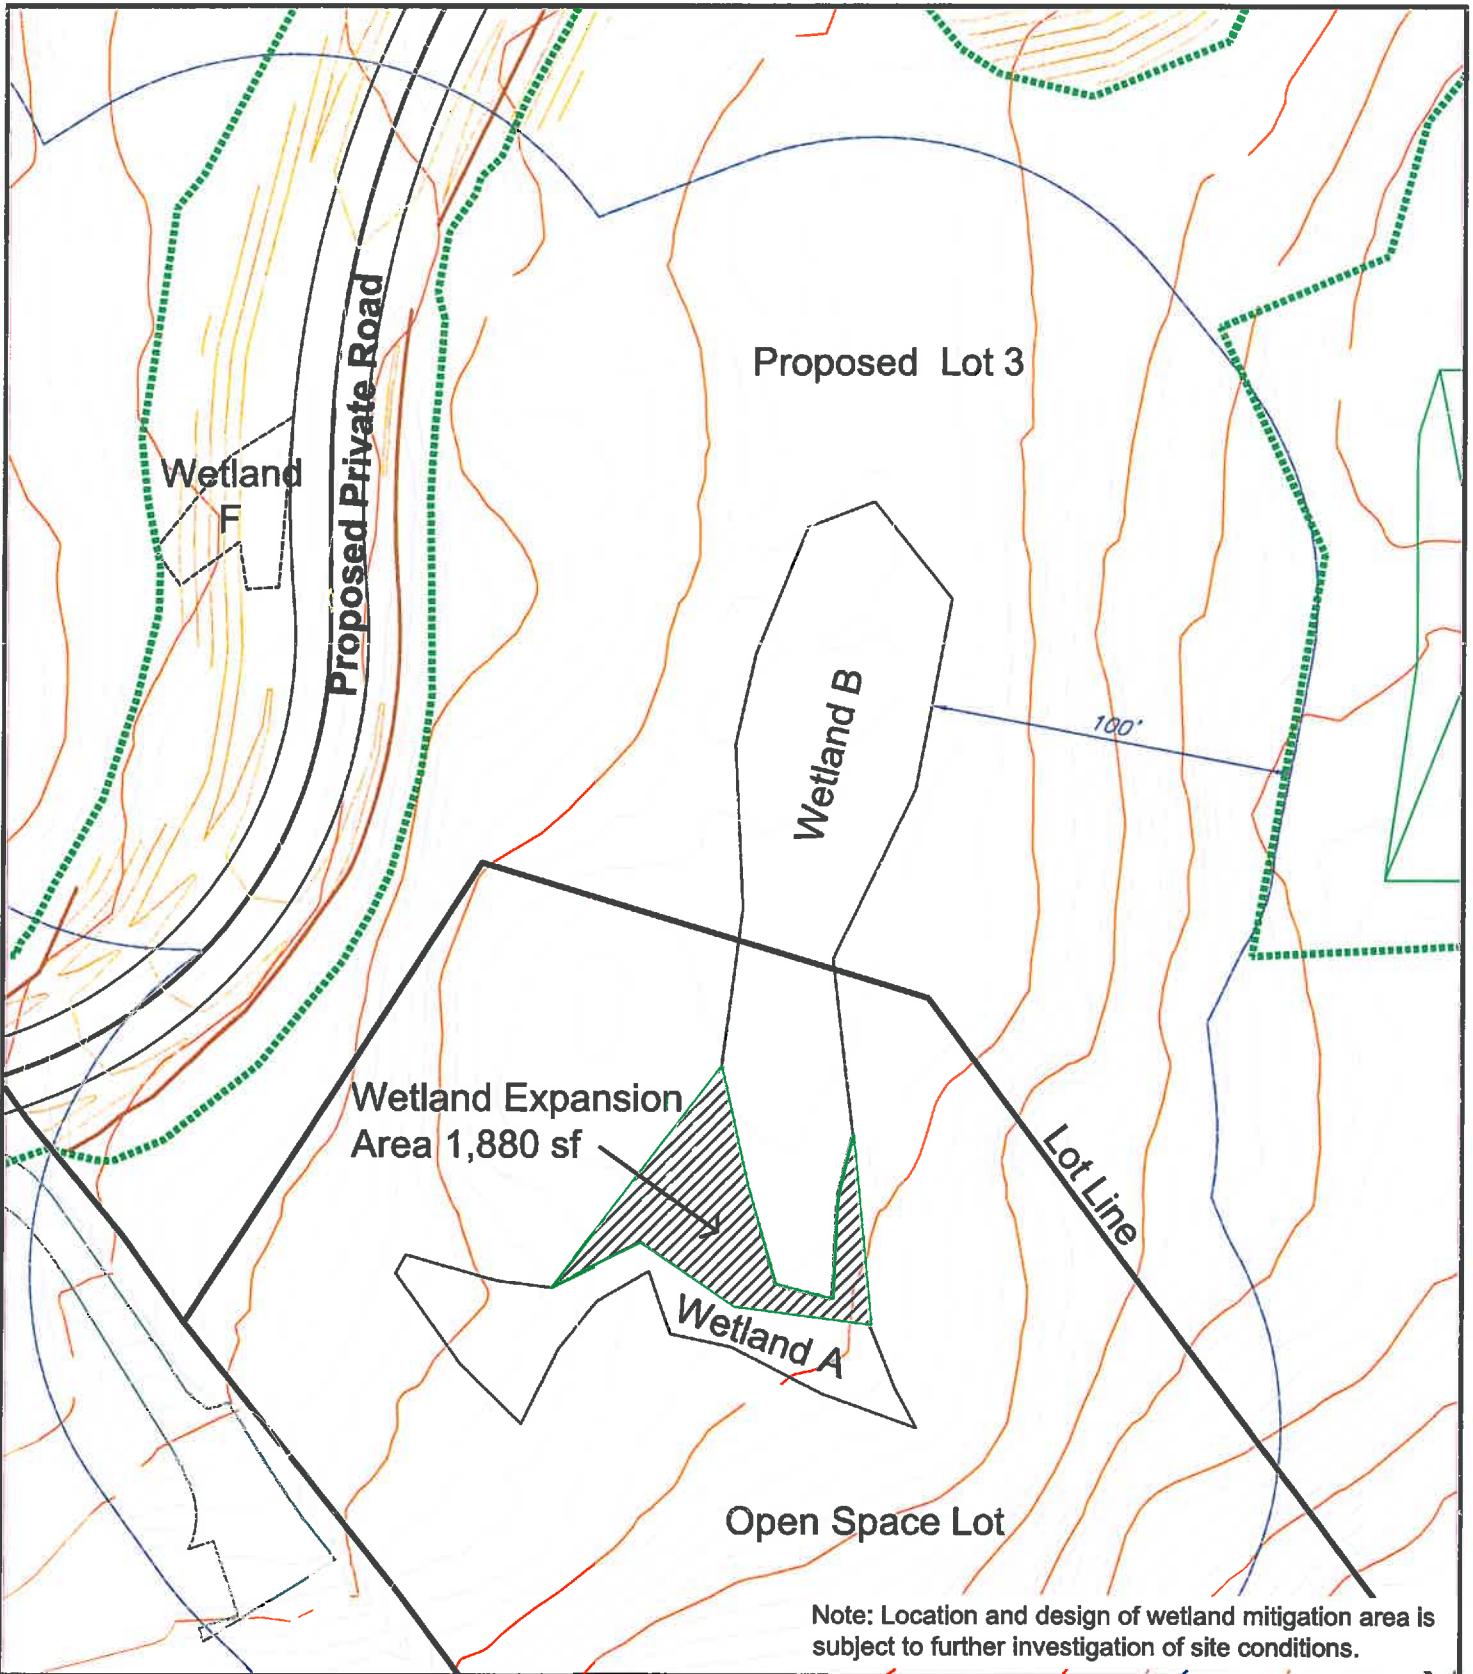 Proposed Lot 3
Proposed Private Road
Wetland
F
Wetland B
100'
Wetland Expansion
Area 1,880 sf
Lot Line
Wetland A
Open Space Lot
Note: Location and design of wetland mitigation area is
subject to further investigation of site conditions.